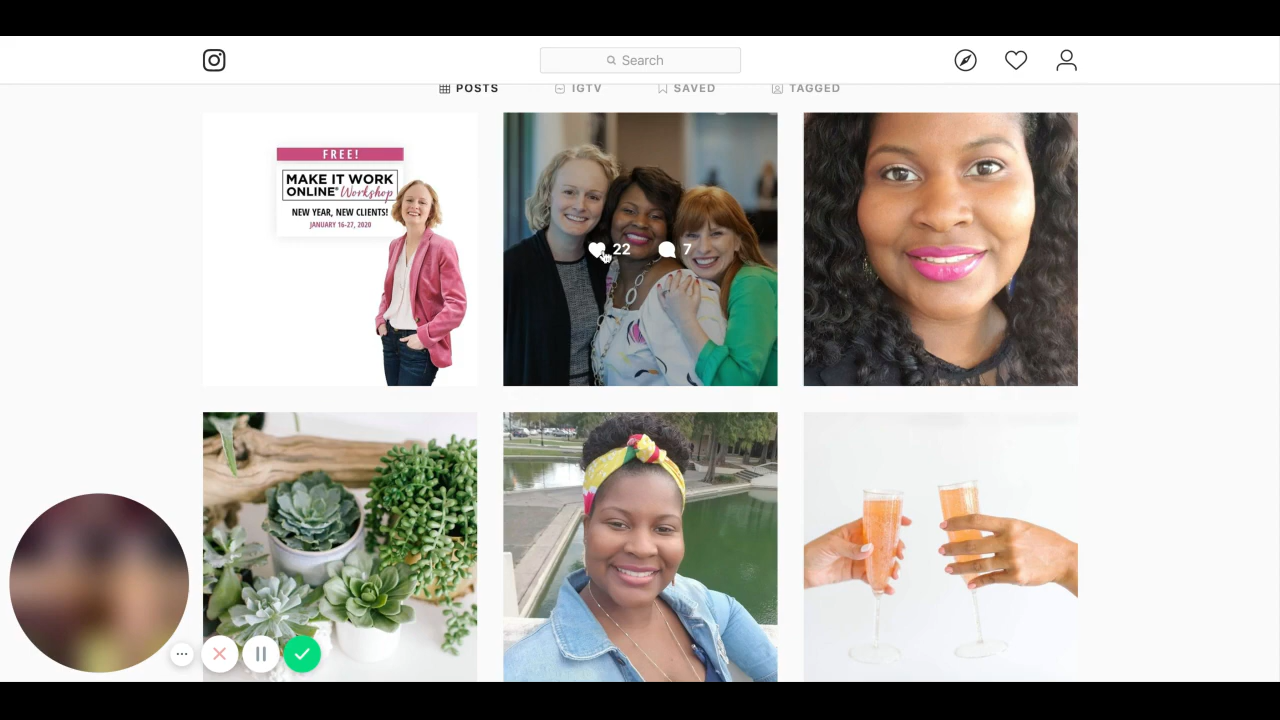 Search
POSTS
IGTV
SAVED
TAGGED
FREE!
MAKE IT WORK
ONLINE® Workshop
NEW YEAR, NEW CLIENTS!
JANUARY 16-27, 2020
22
7